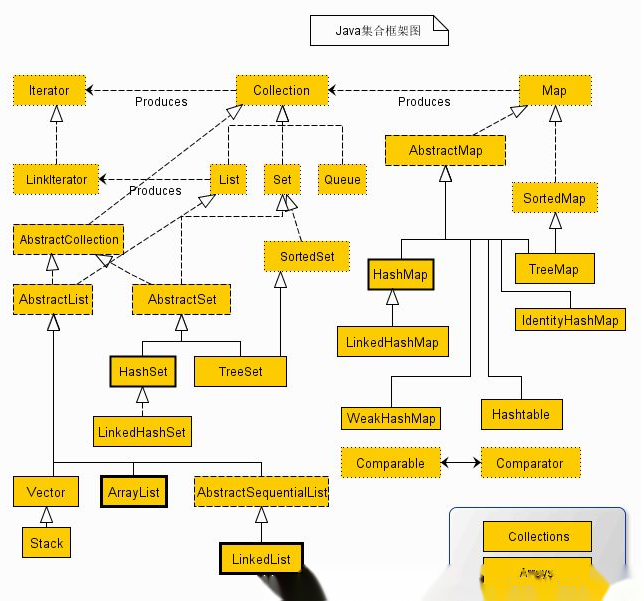 Java集合框架图
Iterator
Collection
Map
Produces
Produces
AbstractMap
LinkIterator
List
Set
Queue
Produces
SortedMap
AbstractCollection
SortedSet
HashMap
TreeMap
AbstractList
AbstractSet
IdentityHashMap
LinkedHashMap
HashSet
TreeSet
WeakHashMap
Hashtable
LinkedHashSet
Comparable
Comparator
Vector
ArrayList
AbstractSequentialList
Stack
Collections
LinkedList
Arrays